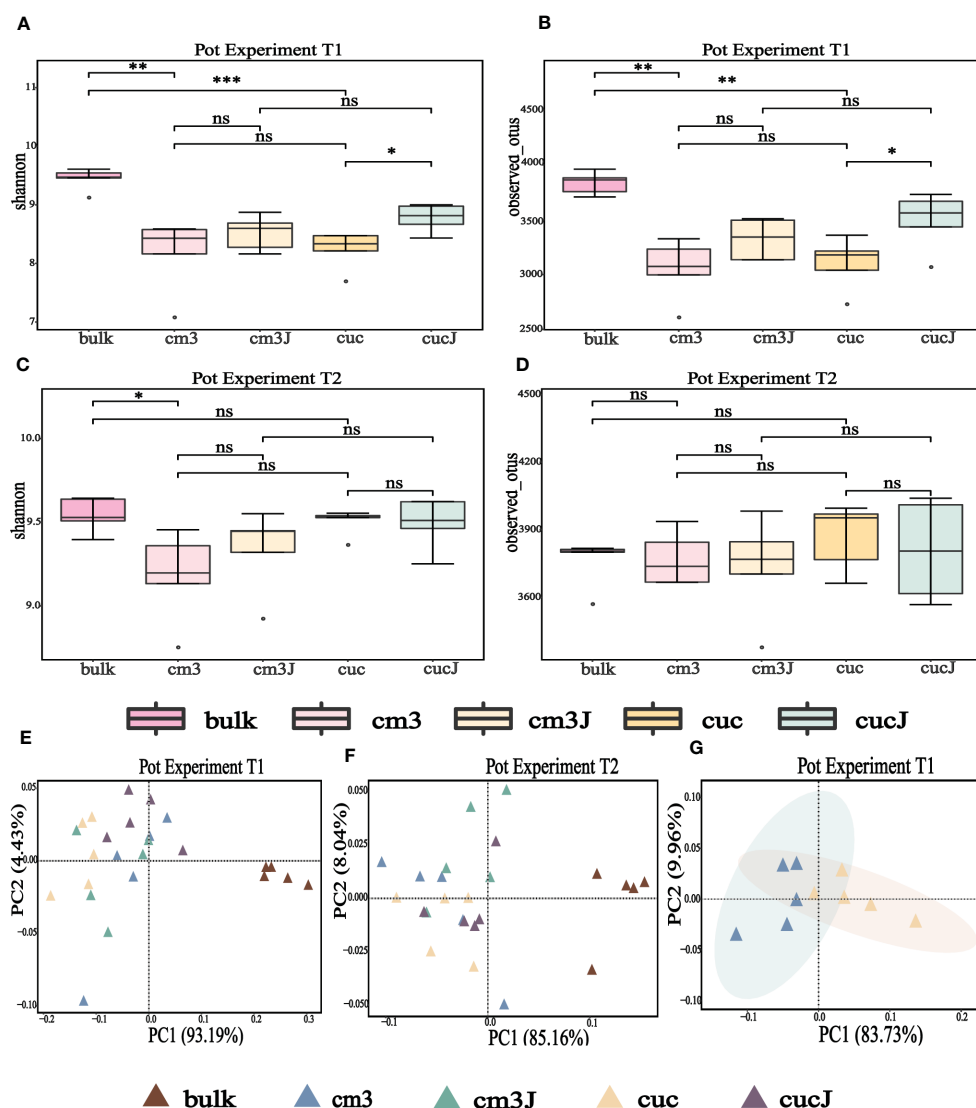 A
Pot Experiment T1
shannon
11
10
9
8
7
**
***
ns
ns
ns
*
bulk cm3 cm3J cuc cucJ
B
Pot Experiment T1
observed_otus
4500
4000
3500
3000
2500
**
**
ns
ns
ns
*
bulk cm3 cm3J cuc cucJ
C
Pot Experiment T2
shannon
10.0
9.5
9.0
*
ns
ns
ns
ns
ns
bulk cm3 cm3J cuc cucJ
D
Pot Experiment T2
observed_otus
4500
4200
3900
3600
ns
ns
ns
ns
ns
ns
bulk cm3 cm3J cuc cucJ
bulk cm3 cm3J cuc cucJ
E
Pot Experiment T1
PC2 (4.43%)
0.05
0.00
−0.05
−0.10
−0.2 −0.1 0.0 0.1 0.2 0.3
PC1 (93.19%)
F
Pot Experiment T2
PC2 (8.04%)
0.050
0.025
0.000
−0.025
−0.050
−0.1 0.0 0.1
PC1 (85.16%)
G
Pot Experiment T1
PC2 (9.96%)
0.10
0.05
0.00
−0.05
−0.10
−0.1 0.0 0.1 0.2
PC1 (83.73%)
bulk cm3 cm3J cuc cucJ